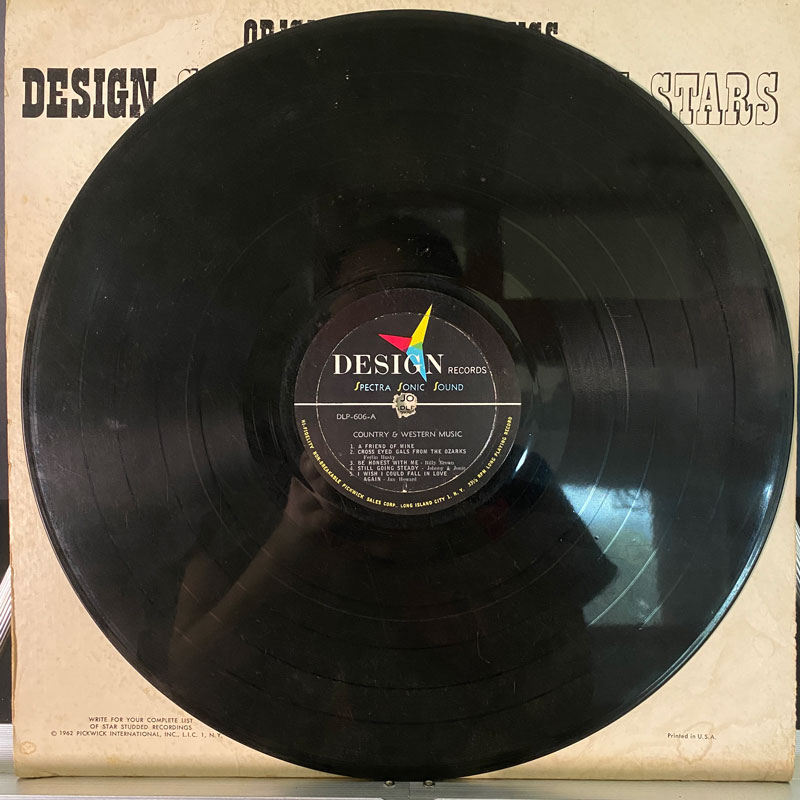 DESIGN
STARS
DESIGN RECORDS
SPECTRA SONIC SOUND
DLP-606-A
COUNTRY & WESTERN MUSIC
1. A FRIEND OF MINE
2. CROSS EYED GALS FROM THE OZARKS
Ferlin Husky
3. BE HONEST WITH ME - Billy Brown
4. STILL GOING STEADY - Johnny & Jonie
5. I WISH I COULD FALL IN LOVE
AGAIN - Jan Howard
HI-FIDELITY NON-BREAKABLE PICKWICK SALES CORP. LONG ISLAND CITY 1, N. Y. 33⅓ RPM LONG PLAYING RECORD
WRITE FOR YOUR COMPLETE LIST
OF STAR STUDDED RECORDINGS
© 1962 PICKWICK INTERNATIONAL, INC., L.I.C. 1, N.Y.
Printed in U.S.A.